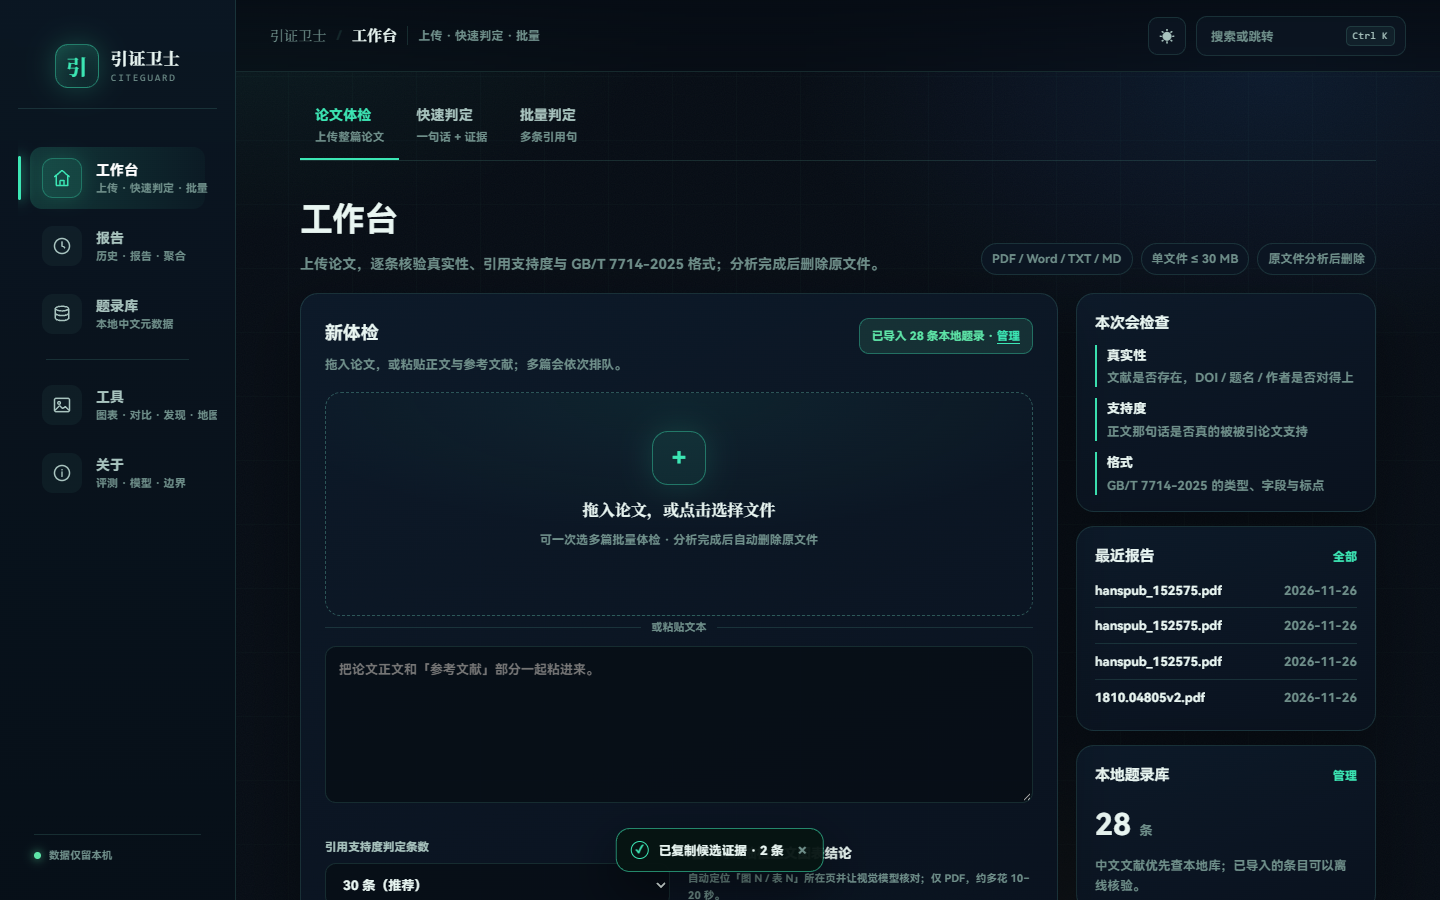 引
引证卫士
CITEGUARD
工作台
上传 · 快速判定 · 批量
报告
历史 · 报告 · 聚合
题录库
本地中文元数据
工具
图表 · 对比 · 发现 · 地图
关于
评测 · 模型 · 边界
数据仅留本机
引证卫士 / 工作台 上传 · 快速判定 · 批量
搜索或跳转 Ctrl K
论文体检
上传整篇论文
快速判定
一句话 + 证据
批量判定
多条引用句
工作台
上传论文，逐条核验真实性、引用支持度与 GB/T 7714-2025 格式；分析完成后删除原文件。
PDF / Word / TXT / MD
单文件 ≤ 30 MB
原文件分析后删除
新体检
拖入论文，或粘贴正文与参考文献；多篇会依次排队。
已导入 28 条本地题录 · 管理
+
拖入论文，或点击选择文件
可一次选多篇批量体检 · 分析完成后自动删除原文件
或粘贴文本
把论文正文和「参考文献」部分一起粘进来。
引用支持度判定条数
30 条（推荐）
结论
自动定位「图 N / 表 N」所在页并让视觉模型核对；仅 PDF，约多花 10–
20 秒。
已复制候选证据 · 2 条 ×
本次会检查
真实性
文献是否存在，DOI / 题名 / 作者是否对得上
支持度
正文那句话是否真的被被引论文支持
格式
GB/T 7714-2025 的类型、字段与标点
最近报告 全部
hanspub_152575.pdf 2026-11-26
hanspub_152575.pdf 2026-11-26
hanspub_152575.pdf 2026-11-26
1810.04805v2.pdf 2026-11-26
本地题录库 管理
28 条
中文文献优先查本地库；已导入的条目可以离
线核验。